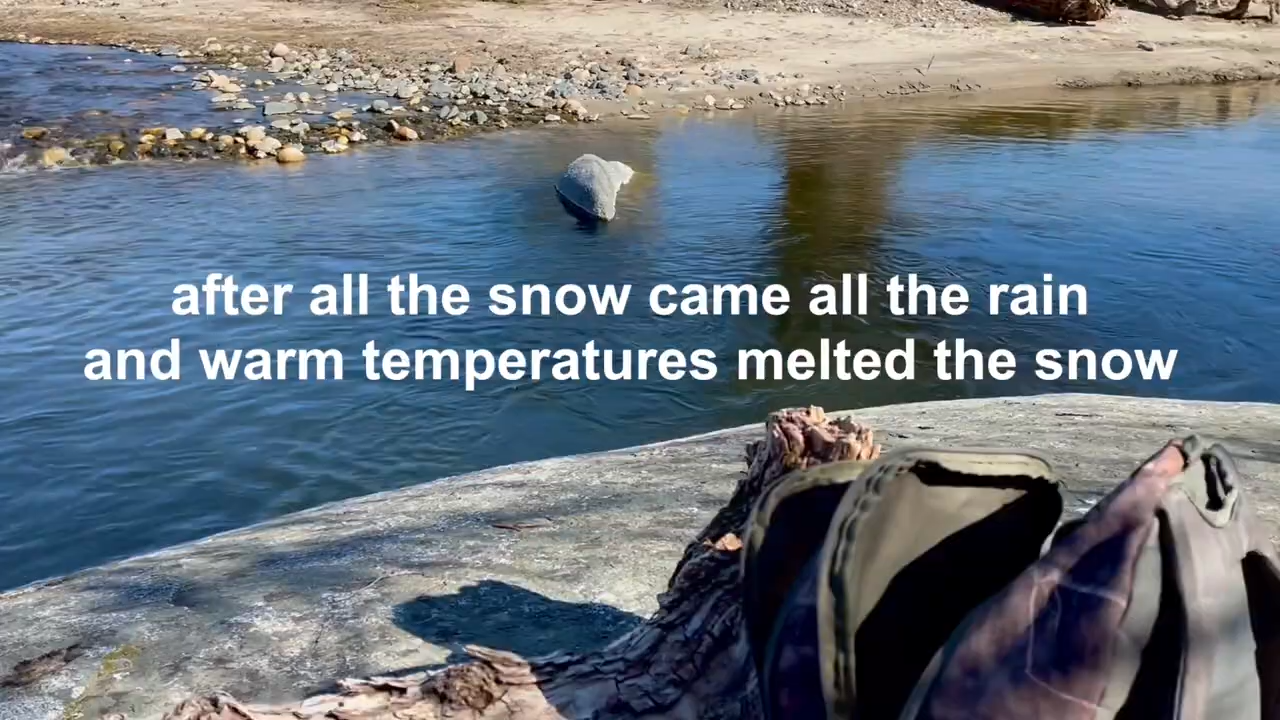 after all the snow came all the rain
and warm temperatures melted the snow